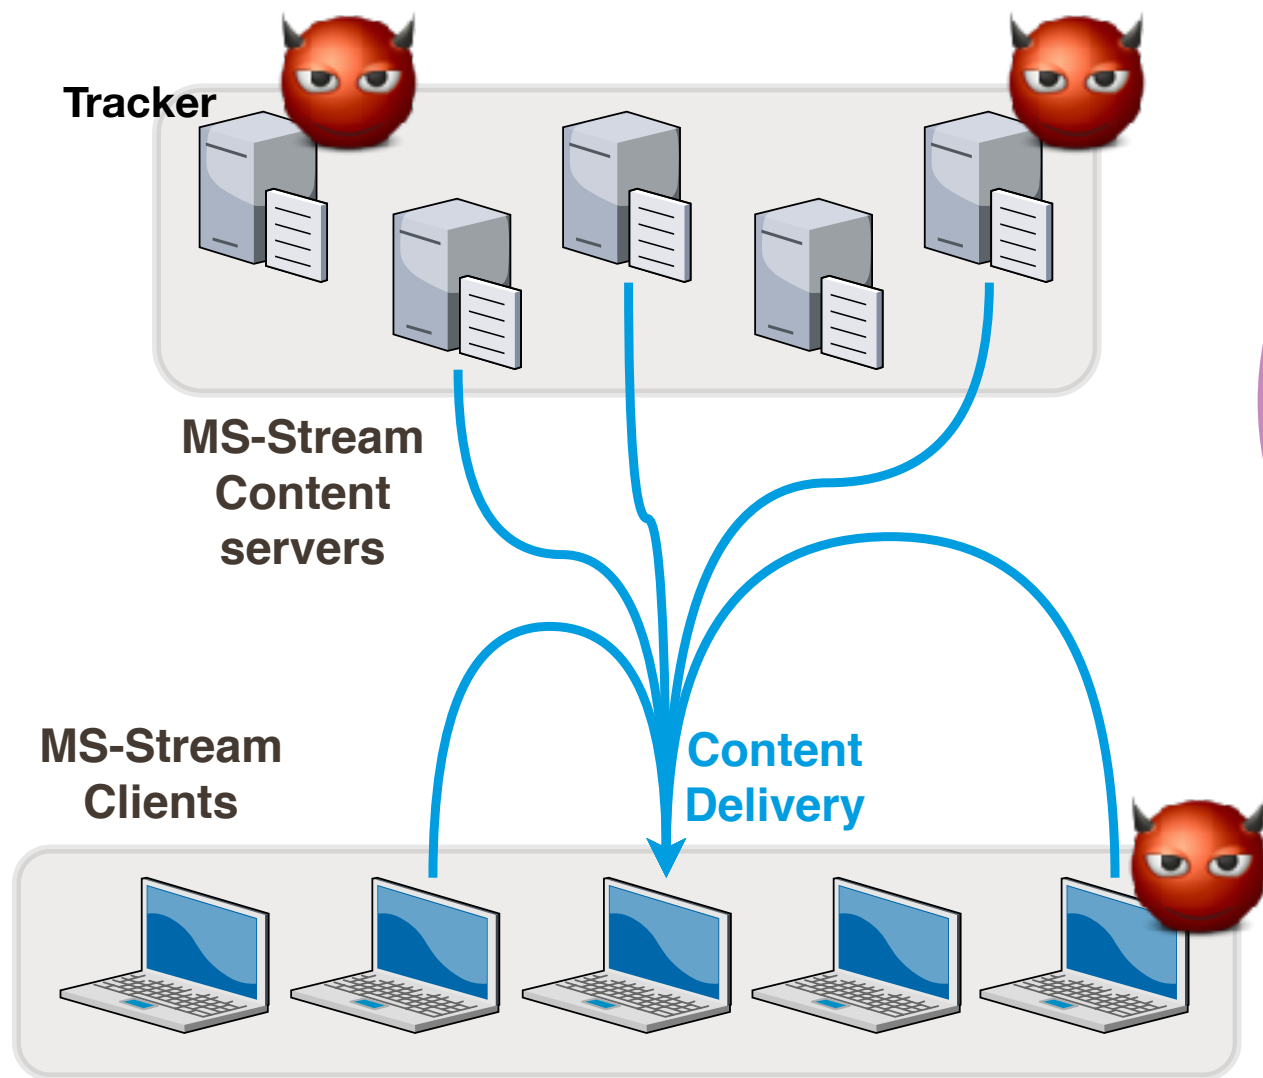 Tracker
MS-Stream
Content
servers
MS-Stream
Clients
Content
Delivery